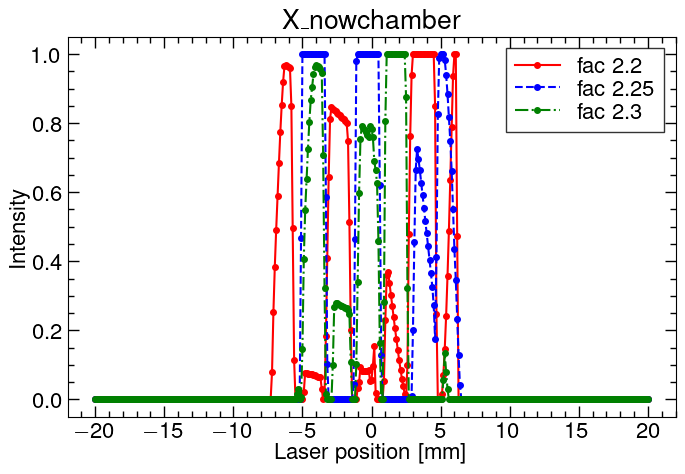 X_nowchamber
1.0
0.8
0.6
0.4
0.2
0.0
Intensity
fac 2.2
fac 2.25
fac 2.3
−20 −15 −10 −5 0 5 10 15 20
Laser position [mm]